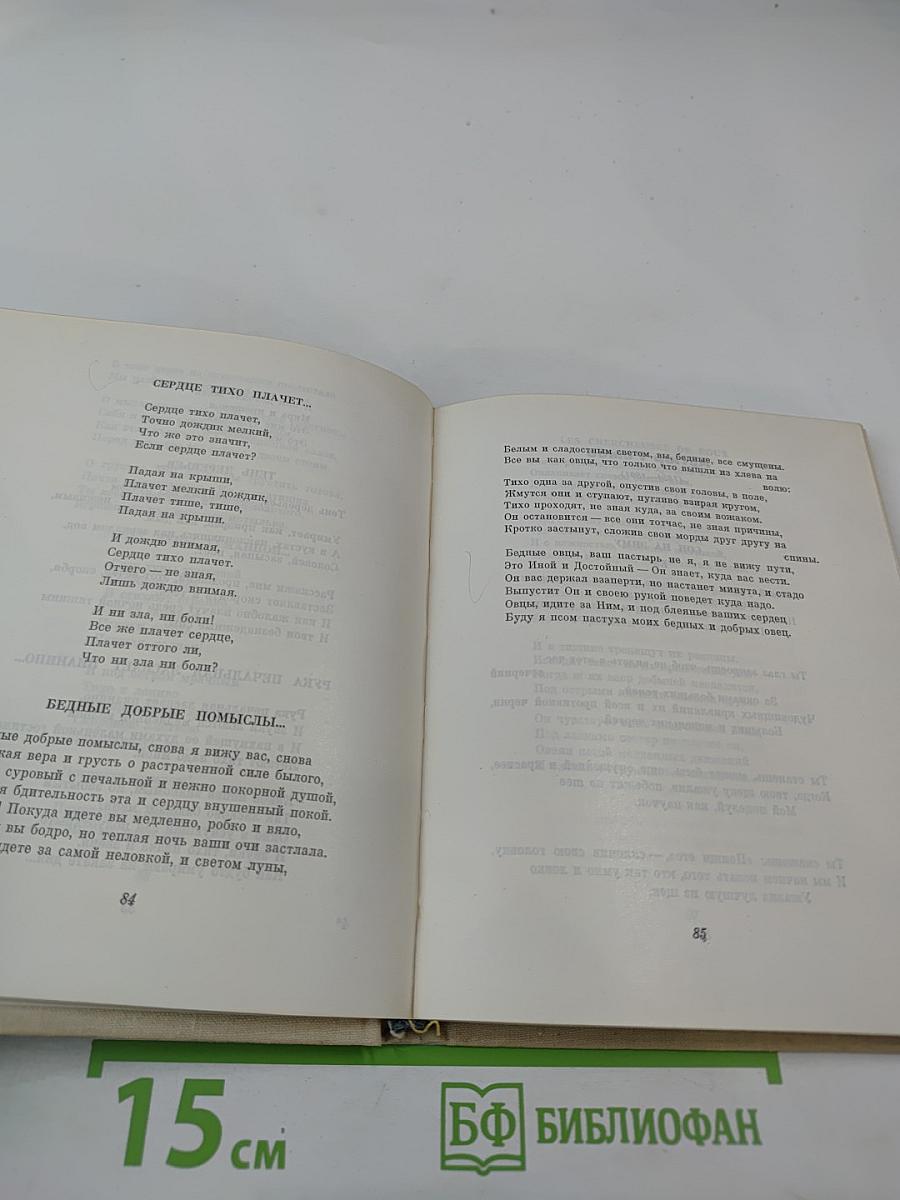 СЕРДЦЕ ТИХО ПЛАЧЕТ...
Сердце тихо плачет,
Точно дождик мелкий,
Что же это значит,
Если сердце плачет?
Падая на крыши,
Плачет мелкий дождик,
Плачет тише, тише,
Падая на крыши.
И дождю внимая,
Сердце тихо плачет.
Отчего — не зная,
Лишь дождю внимая.
И ни зла, ни боли!
Все же плачет сердце,
Плачет оттого ли,
Что ни зла ни боли?
БЕДНЫЕ ДОБРЫЕ ПОМЫСЛЫ...
ые добрые помыслы, снова я вижу вас, снова
кая вера и грусть о растраченной силе былого,
суровый с печальной и нежно покорной душой,
я бдительность эта и сердцу внушенный покой.
! Покуда идете вы медленно, робко и вяло,
вы бодро, но теплая ночь ваши очи застлала.
дете за самой неловкой, и светом луны,
84
Белым и сладостным светом, вы, бедные, все смущены.
Все вы как овцы, что только что вышли из хлева на
волю:
Тихо одна за другой, опустив свои головы, в поле,
Жмутся они и ступают, пугливо взирая кругом,
Тихо проходят, не зная куда, за своим вожаком.
Он остановится — все они тотчас, не зная причины,
Кротко застынут, сложив свои морды друг другу на
спины.
Бедные овцы, ваш пастырь не я, я не вижу пути,
Это Иной и Достойный — Он знает, куда вас вести.
Он вас держал взаперти, но настанет минута, и стадо
Выпустит Он и своею рукой поведет куда надо.
Овцы, идите за Ним, и под блеянье ваших сердец
Буду я псом пастуха моих бедных и добрых овец.
85
15 см
БФ БИБЛИОФАН